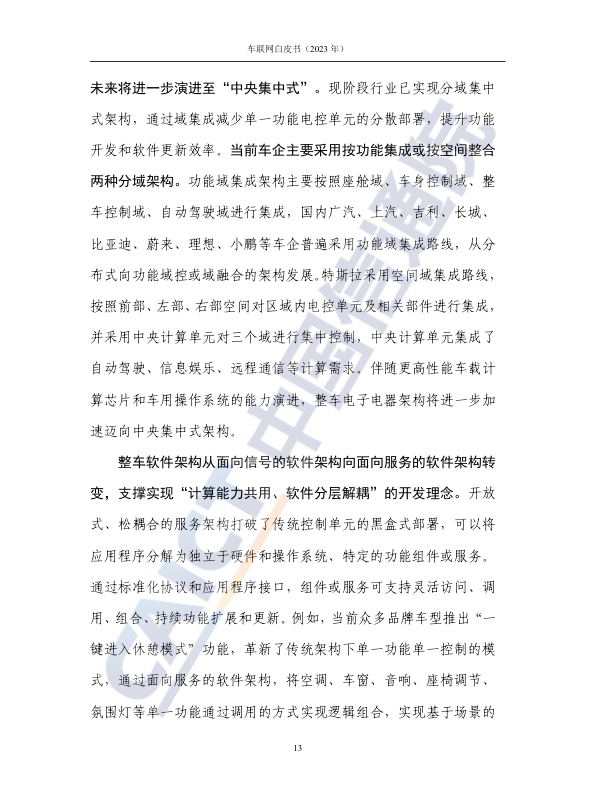 车联网白皮书（2023 年）
未来将进一步演进至“中央集中式”。现阶段行业已实现分域集中
式架构，通过域集成减少单一功能电控单元的分散部署，提升功能
开发和软件更新效率。当前车企主要采用按功能集成或按空间整合
两种分域架构。功能域集成架构主要按照座舱域、车身控制域、整
车控制域、自动驾驶域进行集成，国内广汽、上汽、吉利、长城、
比亚迪、蔚来、理想、小鹏等车企普遍采用功能域集成路线，从分
布式向功能域控或域融合的架构发展。特斯拉采用空间域集成路线，
按照前部、左部、右部空间对区域内电控单元及相关部件进行集成，
并采用中央计算单元对三个域进行集中控制，中央计算单元集成了
自动驾驶、信息娱乐、远程通信等计算需求。伴随更高性能车载计
算芯片和车用操作系统的能力演进，整车电子电器架构将进一步加
速迈向中央集中式架构。
整车软件架构从面向信号的软件架构向面向服务的软件架构转
变，支撑实现“计算能力共用、软件分层解耦”的开发理念。开放
式、松耦合的服务架构打破了传统控制单元的黑盒式部署，可以将
应用程序分解为独立于硬件和操作系统、特定的功能组件或服务。
通过标准化协议和应用程序接口，组件或服务可支持灵活访问、调
用、组合、持续功能扩展和更新。例如，当前众多品牌车型推出“一
键进入休憩模式”功能，革新了传统架构下单一功能单一控制的模
式，通过面向服务的软件架构，将空调、车窗、音响、座椅调节、
氛围灯等单一功能通过调用的方式实现逻辑组合，实现基于场景的
13
CAICT 中国信通院